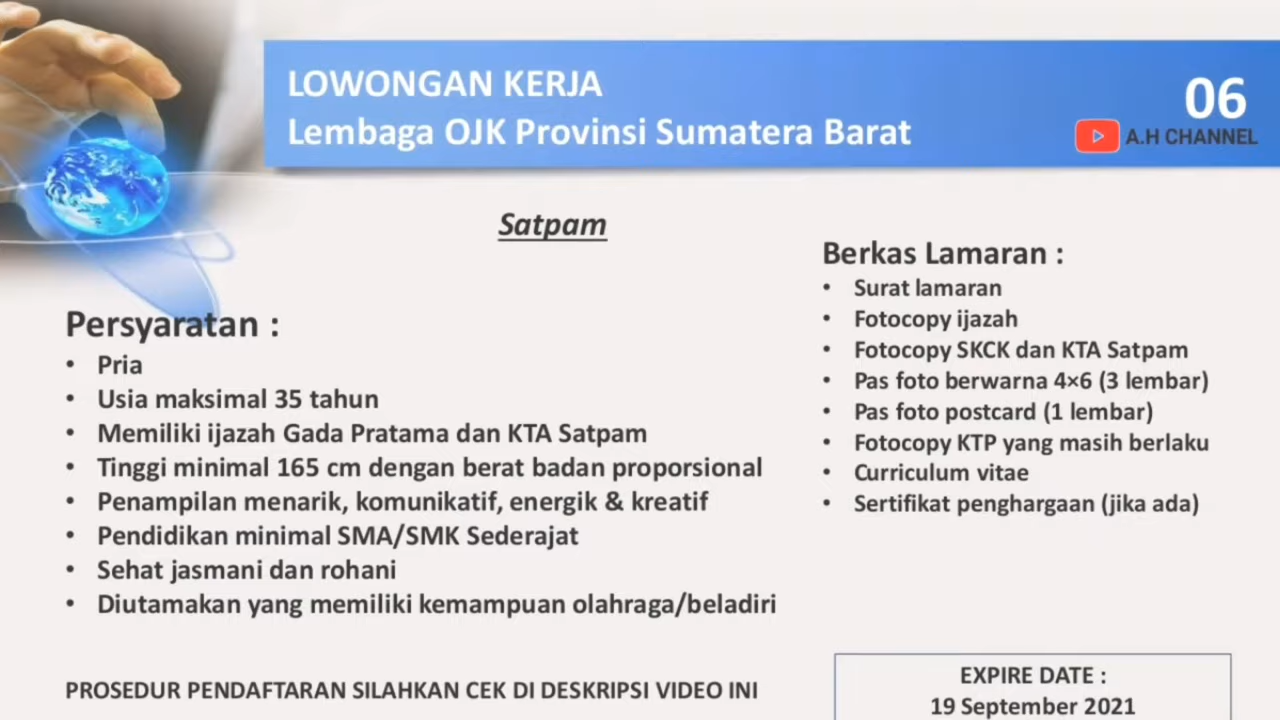 LOWONGAN KERJA
Lembaga OJK Provinsi Sumatera Barat
06
A.H CHANNEL
Satpam
Persyaratan :
• Pria
• Usia maksimal 35 tahun
• Memiliki ijazah Gada Pratama dan KTA Satpam
• Tinggi minimal 165 cm dengan berat badan proporsional
• Penampilan menarik, komunikatif, energik & kreatif
• Pendidikan minimal SMA/SMK Sederajat
• Sehat jasmani dan rohani
• Diutamakan yang memiliki kemampuan olahraga/beladiri
Berkas Lamaran :
• Surat lamaran
• Fotocopy ijazah
• Fotocopy SKCK dan KTA Satpam
• Pas foto berwarna 4×6 (3 lembar)
• Pas foto postcard (1 lembar)
• Fotocopy KTP yang masih berlaku
• Curriculum vitae
• Sertifikat penghargaan (jika ada)
PROSEDUR PENDAFTARAN SILAHKAN CEK DI DESKRIPSI VIDEO INI
EXPIRE DATE :
19 September 2021